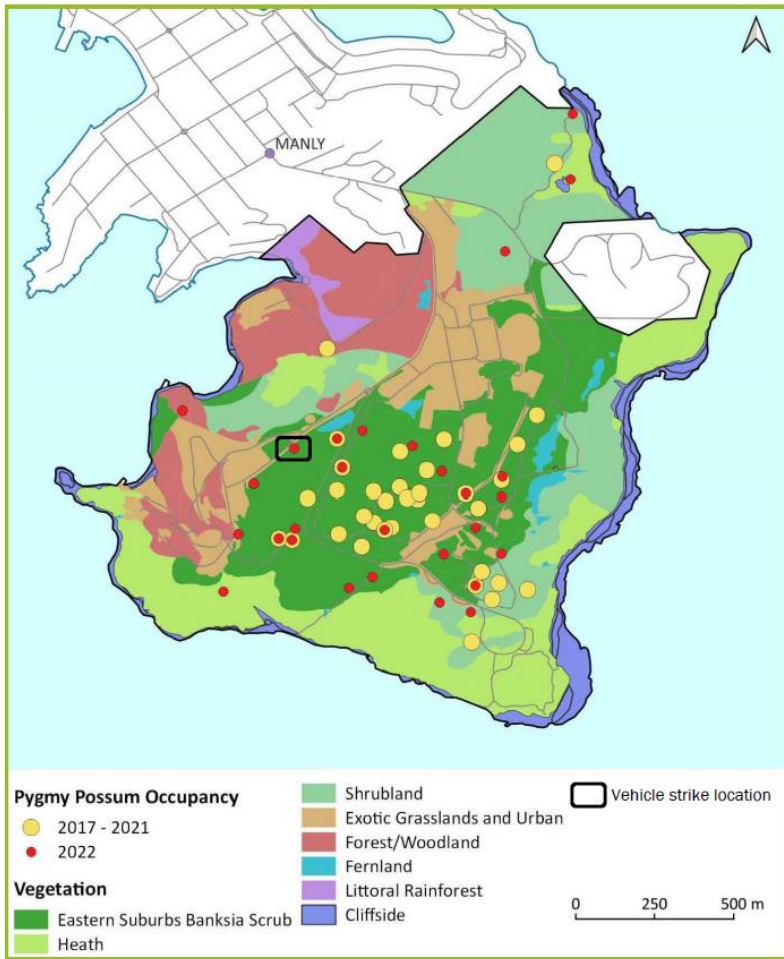 MANLY
Pygmy Possum Occupancy
2017 - 2021
2022
Vegetation
Eastern Suburbs Banksia Scrub
Heath
Shrubland
Exotic Grasslands and Urban
Forest/Woodland
Fernland
Littoral Rainforest
Cliffside
Vehicle strike location
0 250 500 m